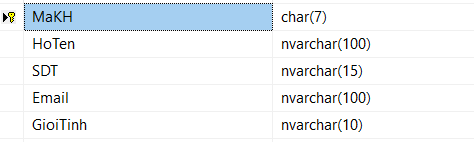 MaKH char(7)
HoTen nvarchar(100)
SDT nvarchar(15)
Email nvarchar(100)
GioiTinh nvarchar(10)